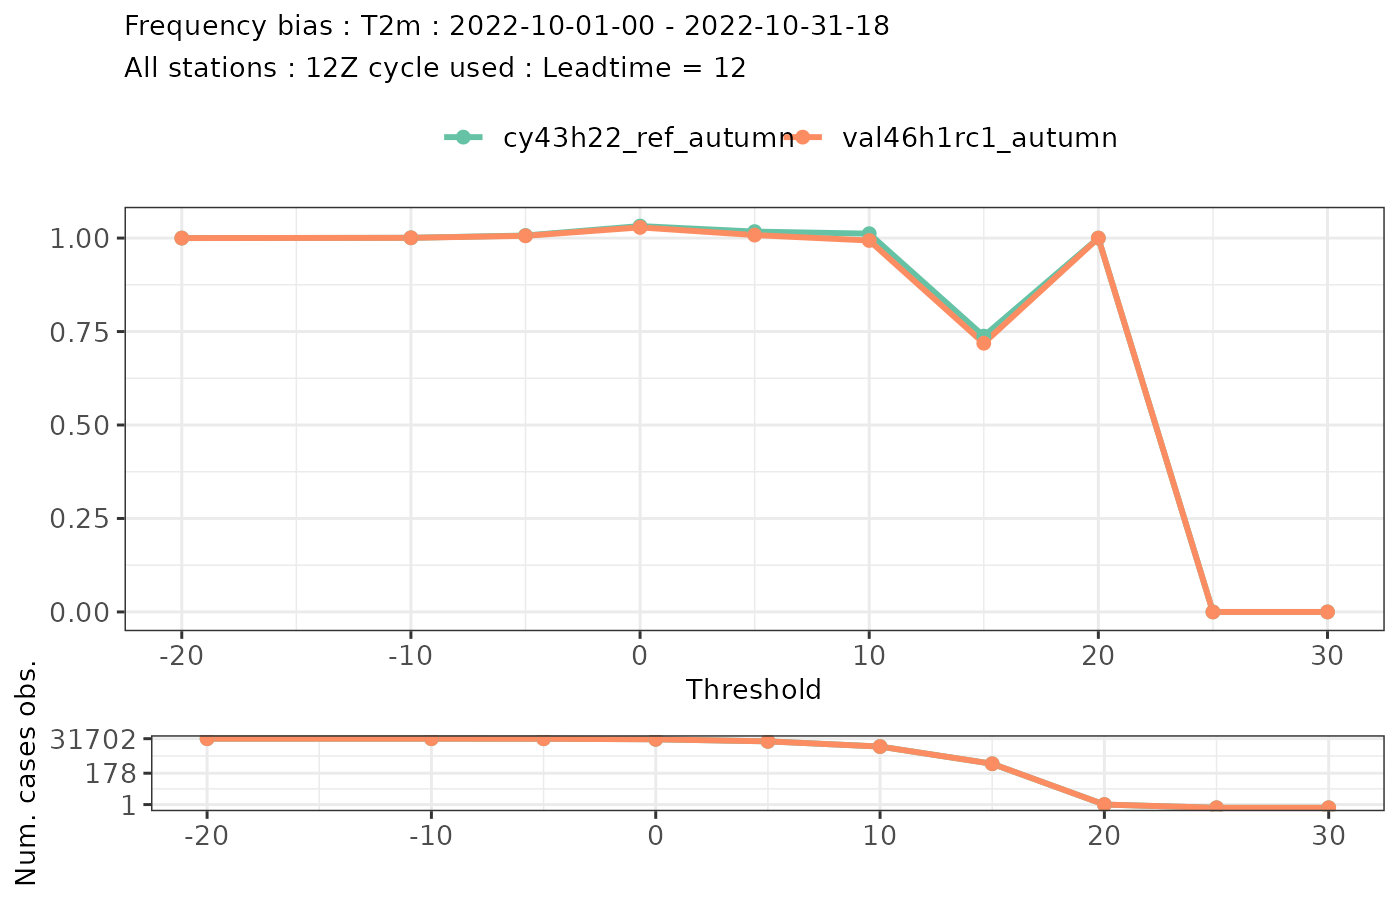 Frequency bias : T2m : 2022-10-01-00 - 2022-10-31-18
All stations : 12Z cycle used : Leadtime = 12
cy43h22_ref_autumn val46h1rc1_autumn
1.00
0.75
0.50
0.25
0.00
-20 -10 0 10 20 30
Threshold
Num. cases obs.
31702
178
1
-20 -10 0 10 20 30